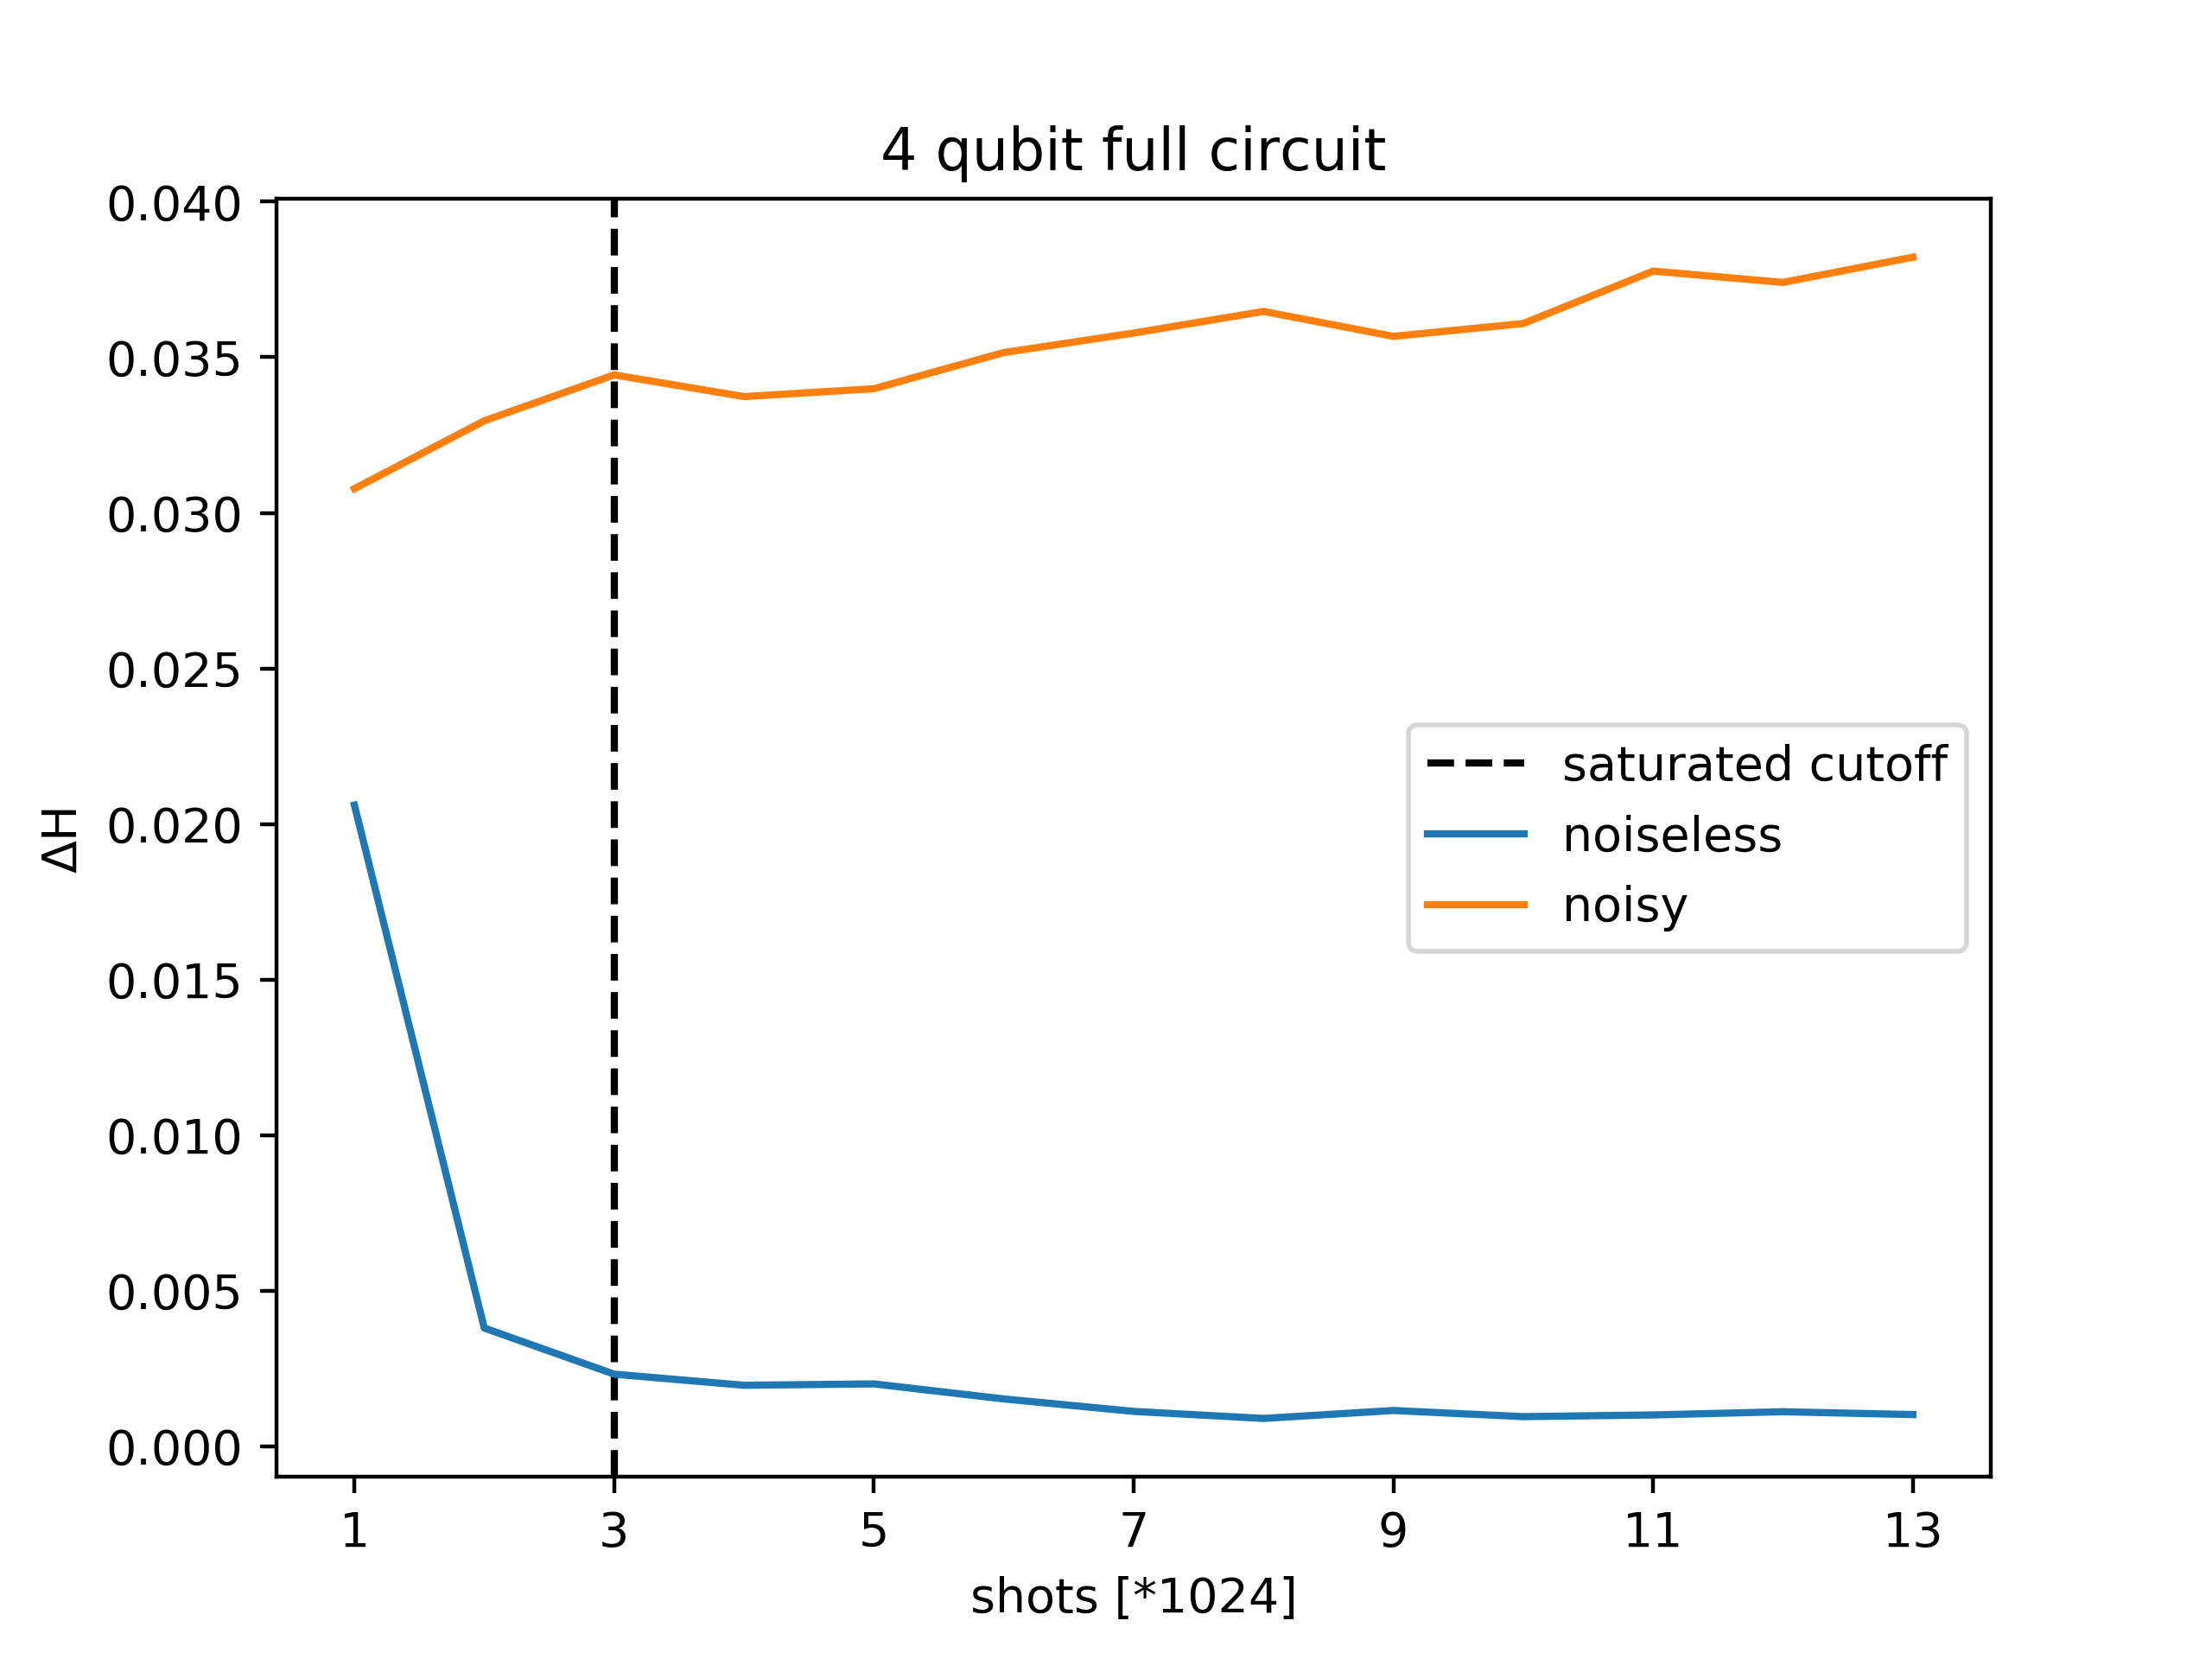 4 qubit full circuit
0.040
0.035
0.030
0.025
0.020
0.015
0.010
0.005
0.000
ΔH
saturated cutoff
noiseless
noisy
1 3 5 7 9 11 13
shots [*1024]